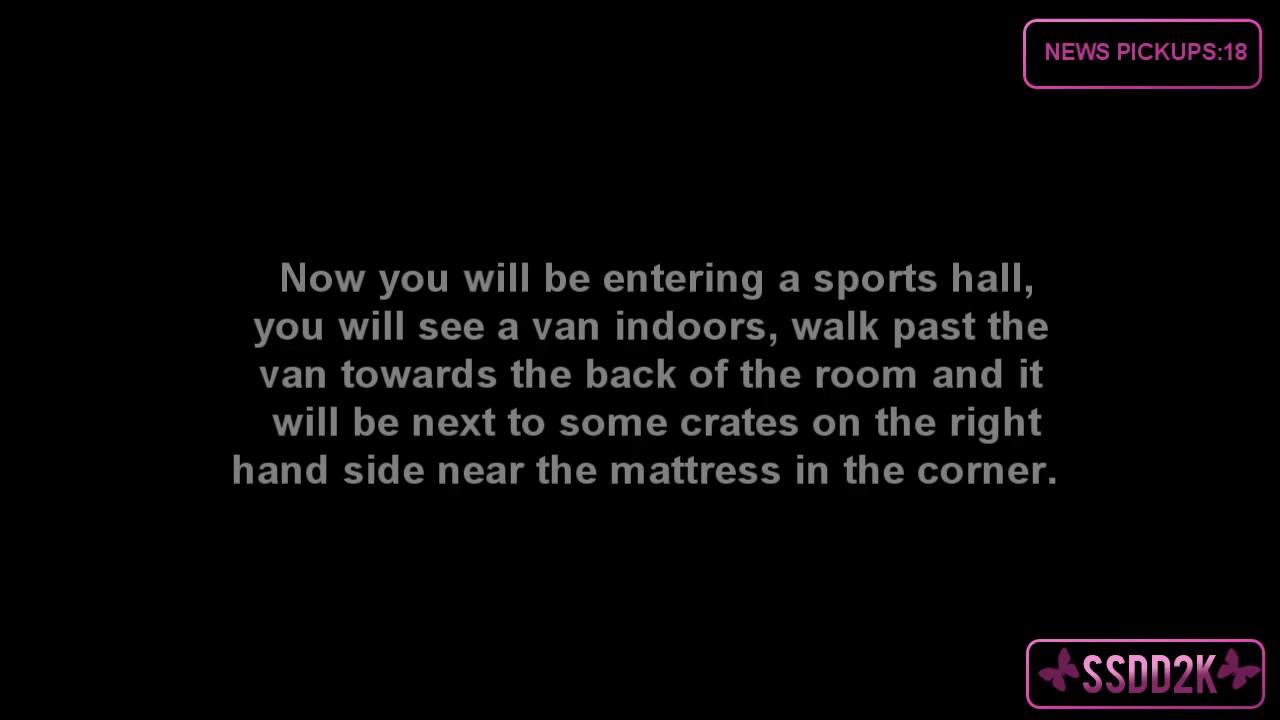 NEWS PICKUPS:18
Now you will be entering a sports hall,
you will see a van indoors, walk past the
van towards the back of the room and it
will be next to some crates on the right
hand side near the mattress in the corner.
SSDD2K